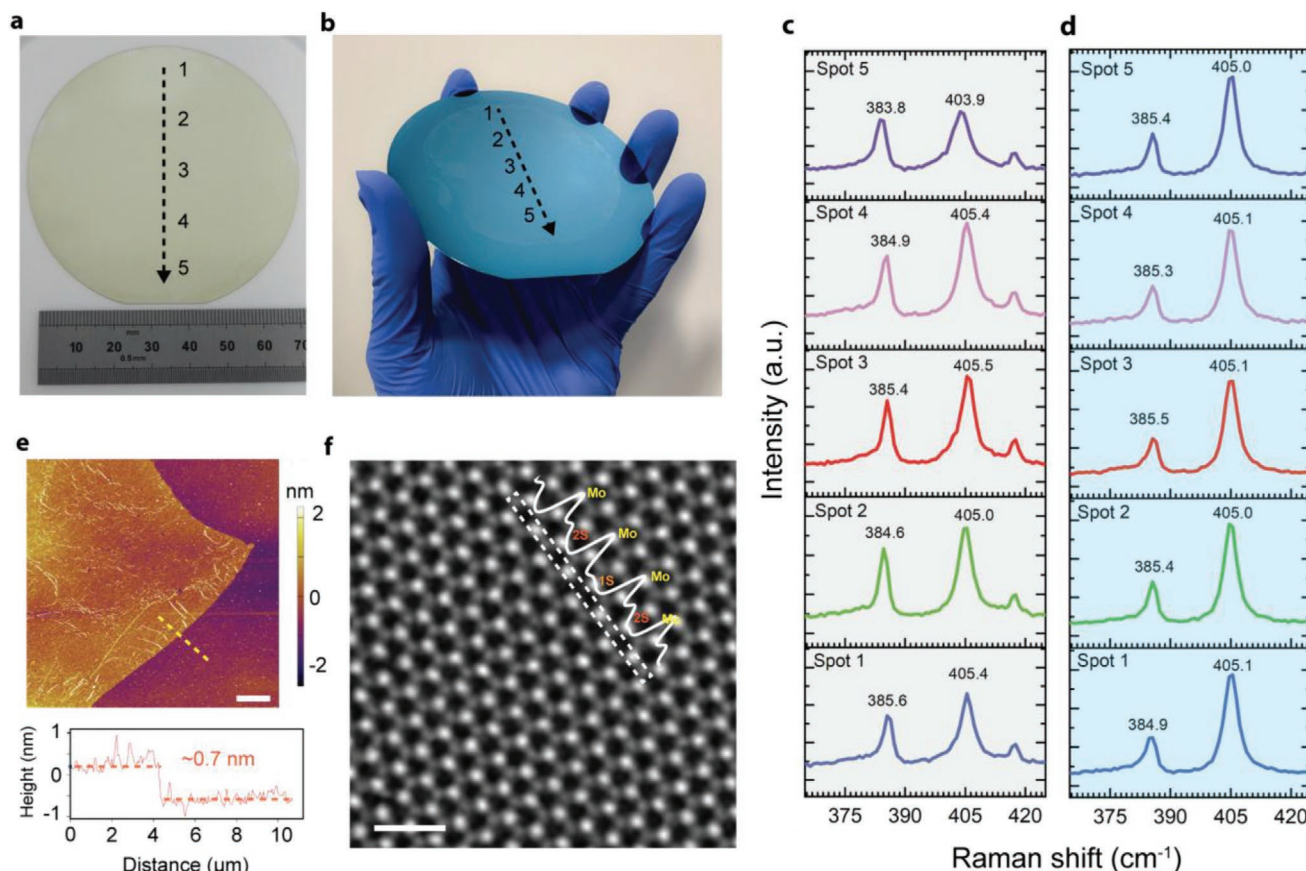 a
1
2
3
4
5
mm
10 20 30 40 50 60 70
0.5mm
b
1
2
3
4
5
c
Spot 5
383.8
403.9
Spot 4
384.9
405.4
Spot 3
385.4
405.5
Spot 2
384.6
405.0
Spot 1
385.6
405.4
375 390 405 420
d
Spot 5
385.4
405.0
Spot 4
385.3
405.1
Spot 3
385.5
405.1
Spot 2
385.4
405.0
Spot 1
384.9
405.1
375 390 405 420
Intensity (a.u.)
Raman shift (cm⁻¹)
e
nm
2
0
-2
~0.7 nm
Height (nm)
1
0
-1
0 2 4 6 8 10
Distance (µm)
f
Mo
2S
Mo
1S
Mo
2S
Mo